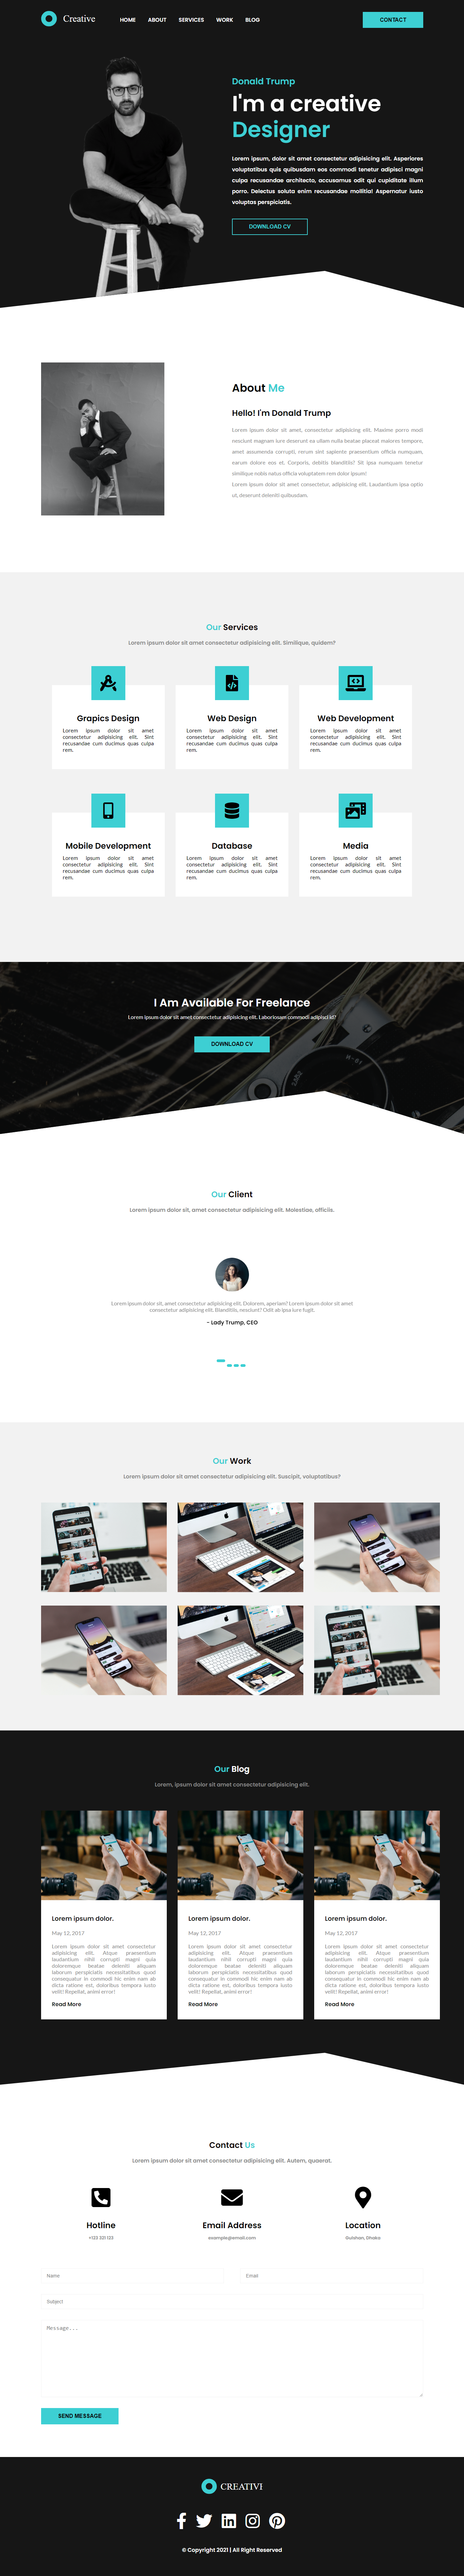 Creative
HOME ABOUT SERVICES WORK BLOG
CONTACT
Donald Trump
I'm a creative
Designer
Lorem ipsum, dolor sit amet consectetur adipisicing elit. Asperiores
voluptatibus quis quibusdam eos commodi tenetur adipisci magni
culpa recusandae architecto, accusamus odit qui cupiditate illum
porro. Delectus soluta enim recusandae mollitia! Aspernatur iusto
voluptas perspiciatis.
DOWNLOAD CV
About Me
Hello! I'm Donald Trump
Lorem ipsum dolor sit amet, consectetur adipisicing elit. Maxime porro modi
nesciunt magnam iure deserunt ea ullam nulla beatae placeat maiores tempore,
amet assumenda corrupti, rerum sint sapiente praesentium officia numquam,
earum dolore eos et. Corporis, debitis blanditiis? Sit ipsa numquam tenetur
similique nobis natus officia voluptatem rem dolor ipsum!
Lorem ipsum dolor sit amet consectetur, adipisicing elit. Laudantium ipsa optio
ut, deserunt deleniti quibusdam.
Our Services
Lorem ipsum dolor sit amet consectetur adipisicing elit. Similique, quidem?
Grapics Design
Lorem ipsum dolor sit amet
consectetur adipisicing elit. Sint
recusandae cum ducimus quas culpa
rem.
Web Design
Lorem ipsum dolor sit amet
consectetur adipisicing elit. Sint
recusandae cum ducimus quas culpa
rem.
Web Development
Lorem ipsum dolor sit amet
consectetur adipisicing elit. Sint
recusandae cum ducimus quas culpa
rem.
Mobile Development
Lorem ipsum dolor sit amet
consectetur adipisicing elit. Sint
recusandae cum ducimus quas culpa
rem.
Database
Lorem ipsum dolor sit amet
consectetur adipisicing elit. Sint
recusandae cum ducimus quas culpa
rem.
Media
Lorem ipsum dolor sit amet
consectetur adipisicing elit. Sint
recusandae cum ducimus quas culpa
rem.
I Am Available For Freelance
Lorem ipsum dolor sit amet consectetur adipisicing elit. Laboriosam commodi adipisci id?
DOWNLOAD CV
Our Client
Lorem ipsum dolor sit, amet consectetur adipisicing elit. Molestiae, officiis.
Lorem ipsum dolor sit, amet consectetur adipisicing elit. Dolorem, aperiam? Lorem ipsum dolor sit amet
consectetur adipisicing elit. Blanditiis, nesciunt? Odit ab ipsa iure fugit.
- Lady Trump, CEO
Our Work
Lorem ipsum dolor sit amet consectetur adipisicing elit. Suscipit, voluptatibus?
Our Blog
Lorem, ipsum dolor sit amet consectetur adipisicing elit.
Lorem ipsum dolor.
May 12, 2017
Lorem ipsum dolor sit amet consectetur
adipisicing elit. Atque praesentium
laudantium nihil corrupti magni quia
doloremque beatae deleniti aliquam
laborum perspiciatis necessitatibus quod
consequatur in commodi hic enim nam ab
dicta ratione est, doloribus tempora iusto
velit! Repellat, animi error!
Read More
Lorem ipsum dolor.
May 12, 2017
Lorem ipsum dolor sit amet consectetur
adipisicing elit. Atque praesentium
laudantium nihil corrupti magni quia
doloremque beatae deleniti aliquam
laborum perspiciatis necessitatibus quod
consequatur in commodi hic enim nam ab
dicta ratione est, doloribus tempora iusto
velit! Repellat, animi error!
Read More
Lorem ipsum dolor.
May 12, 2017
Lorem ipsum dolor sit amet consectetur
adipisicing elit. Atque praesentium
laudantium nihil corrupti magni quia
doloremque beatae deleniti aliquam
laborum perspiciatis necessitatibus quod
consequatur in commodi hic enim nam ab
dicta ratione est, doloribus tempora iusto
velit! Repellat, animi error!
Read More
Contact Us
Lorem ipsum dolor sit amet consectetur adipisicing elit. Autem, quaerat.
Hotline
+123 321 123
Email Address
example@email.com
Location
Gulshan, Dhaka
Name
Email
Subject
Message...
SEND MESSAGE
CREATIVE
© Copyright 2021 | All Right Reserved